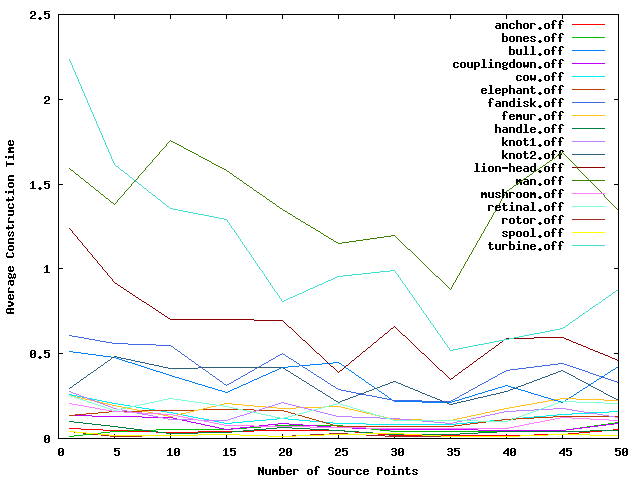 2.5
2
1.5
1
0.5
0
0 5 10 15 20 25 30 35 40 45 50
Average Construction Time
Number of Source Points
anchor.off
bones.off
bull.off
couplingdown.off
cow.off
elephant.off
fandisk.off
femur.off
handle.off
knot1.off
knot2.off
lion-head.off
man.off
mushroom.off
retinal.off
rotor.off
spool.off
turbine.off